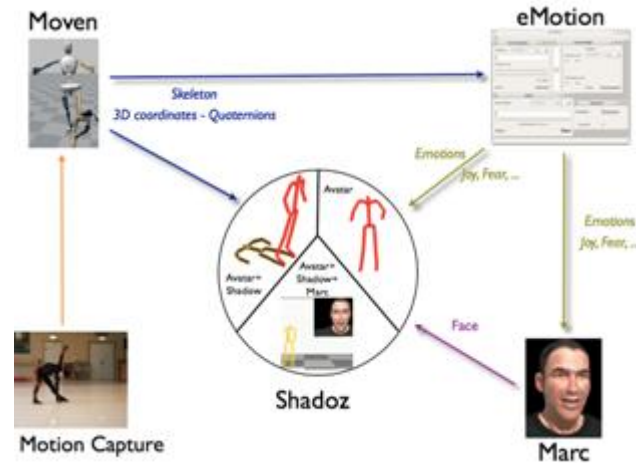 Moven
eMotion
Skeleton
3D coordinates - Quaternions
Emotions
Joy, Fear, ...
Avatar
Emotions
Joy, Fear, ...
Avatar+
Shadow
Avatar+
Shadow+
Marc
Face
Shadoz
Motion Capture
Marc